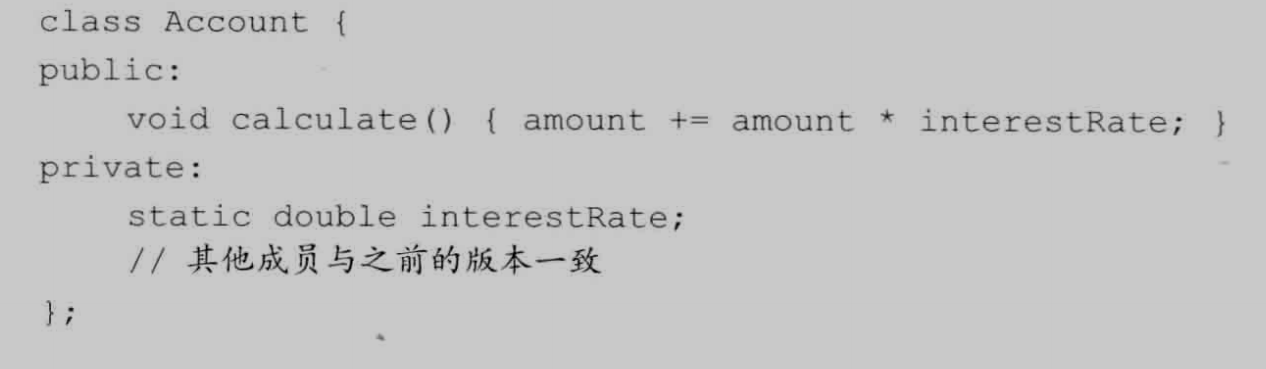 class Account {
public:
    void calculate() { amount += amount * interestRate; }
private:
    static double interestRate;
    // 其他成员与之前的版本一致
};